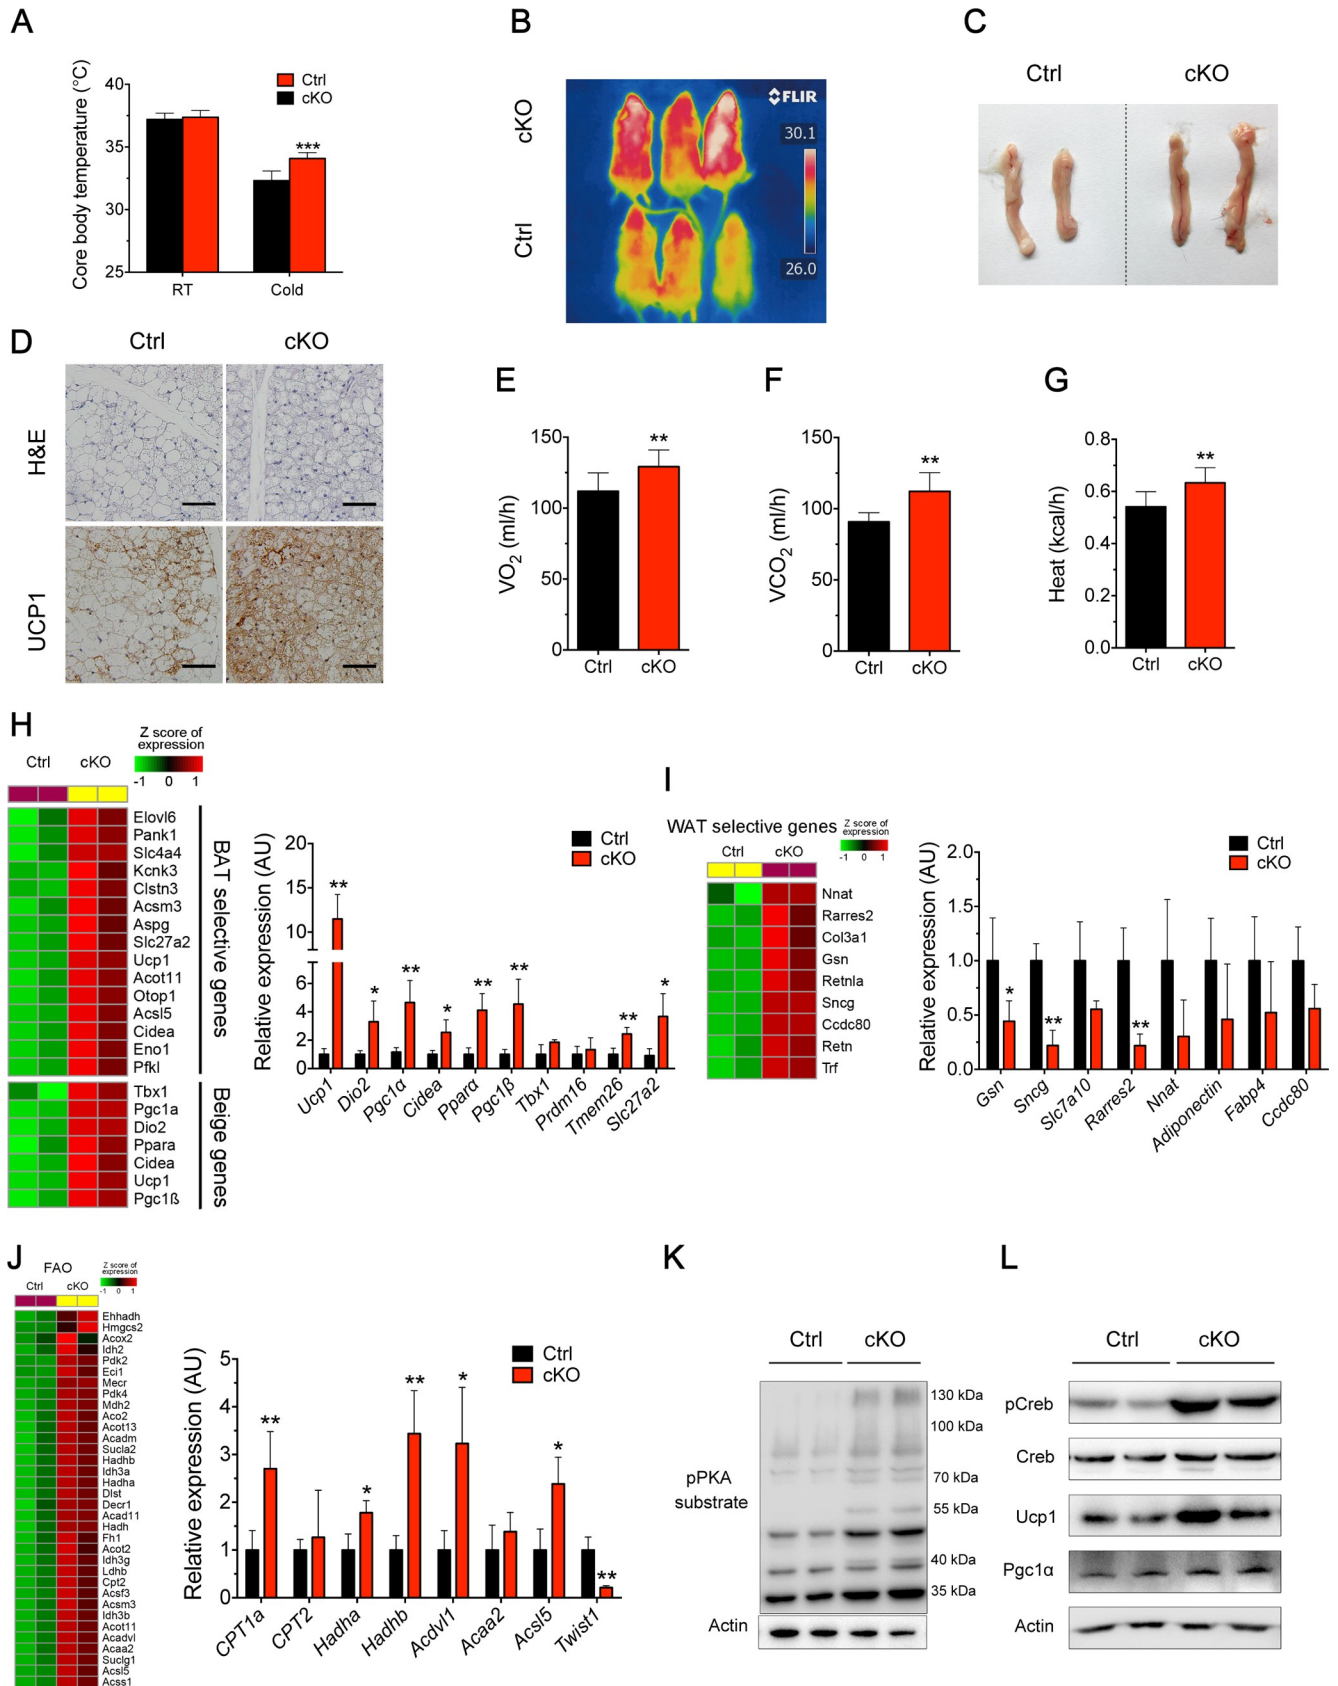 A
Core body temperature (°C)
40
35
30
25
Ctrl
cKO
***
RT
Cold
B
cKO
Ctrl
FLIR
30.1
26.0
C
Ctrl
cKO
D
Ctrl
cKO
H&E
UCP1
E
VO2 (ml/h)
150
100
50
0
**
Ctrl
cKO
F
VCO2 (ml/h)
150
100
50
0
**
Ctrl
cKO
G
Heat (kcal/h)
0.8
0.6
0.4
0.2
0.0
**
Ctrl
cKO
H
Z score of
expression
-1 0 1
Ctrl cKO
Elovl6
Pank1
Slc4a4
Kcnk3
Clstn3
Acsm3
Aspg
Slc27a2
Ucp1
Acot11
Otop1
Acsl5
Cidea
Eno1
Pfkl
BAT selective genes
Tbx1
Pgc1a
Dio2
Ppara
Cidea
Ucp1
Pgc1ß
Beige genes
Relative expression (AU)
20
15
10
6
4
2
0
Ctrl
cKO
** * ** * ** ** ** *
Ucp1
Dio2
Pgc1α
Cidea
Pparα
Pgc1β
Tbx1
Prdm16
Tmem26
Slc27a2
I
WAT selective genes
Z score of
expression
-1 0 1
Ctrl cKO
Nnat
Rarres2
Col3a1
Gsn
Retnla
Sncg
Ccdc80
Retn
Trf
Relative expression (AU)
2.0
1.5
1.0
0.5
0.0
Ctrl
cKO
* ** **
Gsn
Sncg
Slc7a10
Rarres2
Nnat
Adiponectin
Fabp4
Ccdc80
J
FAO
Z score of
expression
-1 0 1
Ctrl cKO
Ehhadh
Hmgcs2
Acox2
Idh2
Pdk2
Eci1
Mecr
Pdk4
Mdh2
Aco2
Acot13
Acadm
Sucla2
Hadhb
Idh3a
Hadha
Dlst
Decr1
Acad11
Hadh
Fh1
Acot2
Idh3g
Ldhb
Cpt2
Acsf3
Acsm3
Idh3b
Acot11
Acadvl
Acaa2
Suclg1
Acsl5
Acss1
Relative expression (AU)
5
4
3
2
1
0
Ctrl
cKO
** * ** * * **
CPT1a
CPT2
Hadha
Hadhb
Acdvl1
Acaa2
Acsl5
Twist1
K
Ctrl cKO
pPKA
substrate
130 kDa
100 kDa
70 kDa
55 kDa
40 kDa
35 kDa
Actin
L
Ctrl cKO
pCreb
Creb
Ucp1
Pgc1α
Actin